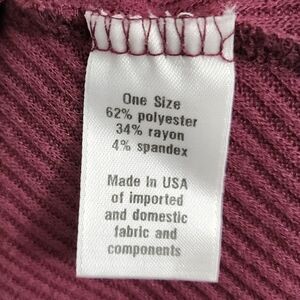 One Size
62% polyester
34% rayon
4% spandex
Made In USA
of imported
and domestic
fabric and
components